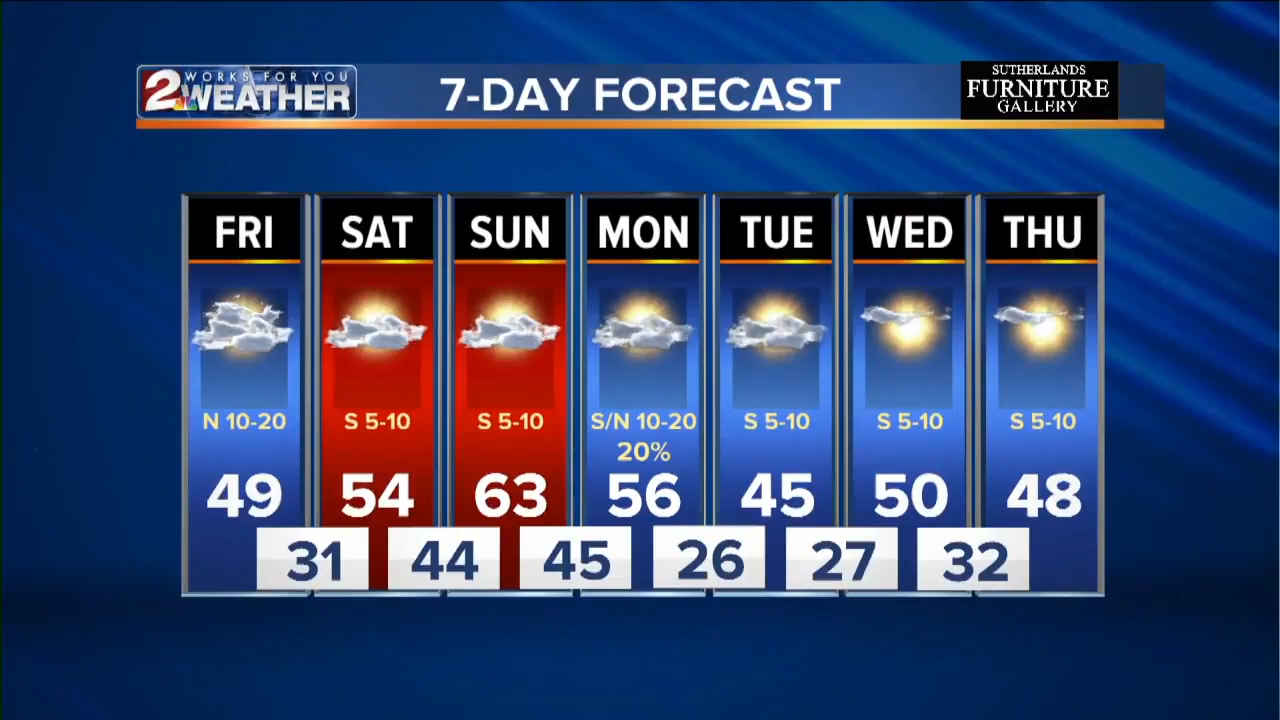 2 WORKS FOR YOU
WEATHER
7-DAY FORECAST
SUTHERLANDS
FURNITURE
GALLERY
FRI SAT SUN MON TUE WED THU
N 10-20 S 5-10 S 5-10 S/N 10-20 S 5-10 S 5-10 S 5-10
20%
49 54 63 56 45 50 48
31 44 45 26 27 32